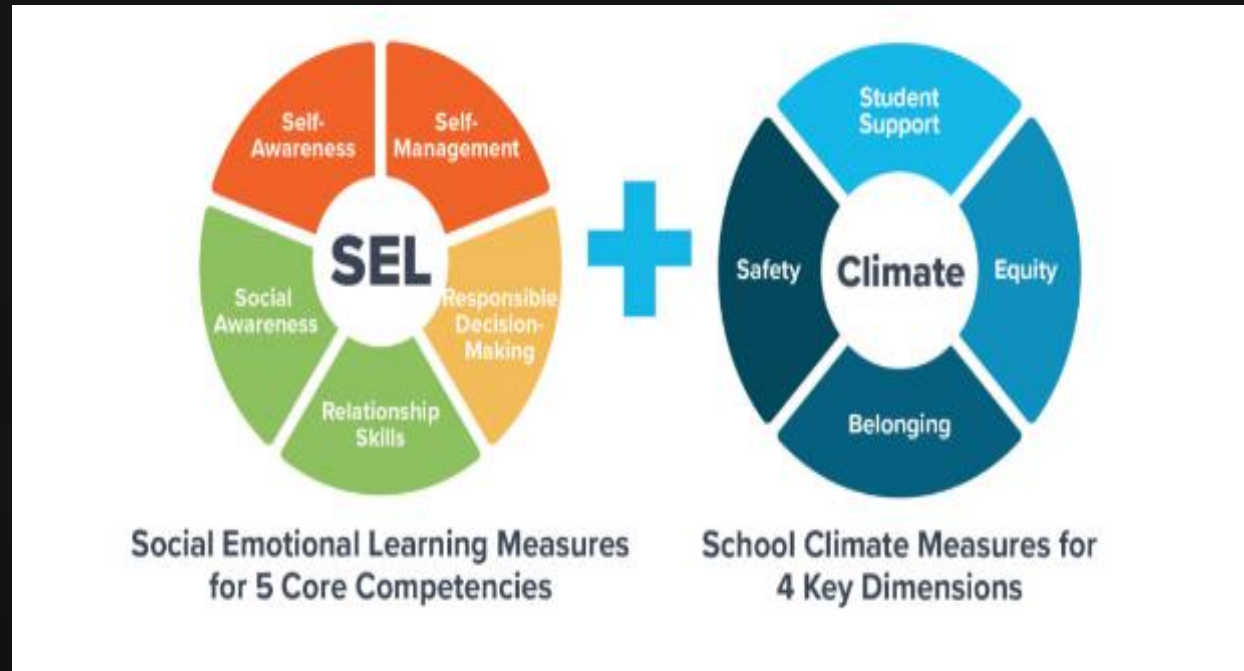 Self-
Awareness
Self-
Management
SEL
Social
Awareness
Responsible
Decision-
Making
Relationship
Skills
Student
Support
Safety
Climate
Equity
Belonging
Social Emotional Learning Measures
for 5 Core Competencies
School Climate Measures for
4 Key Dimensions